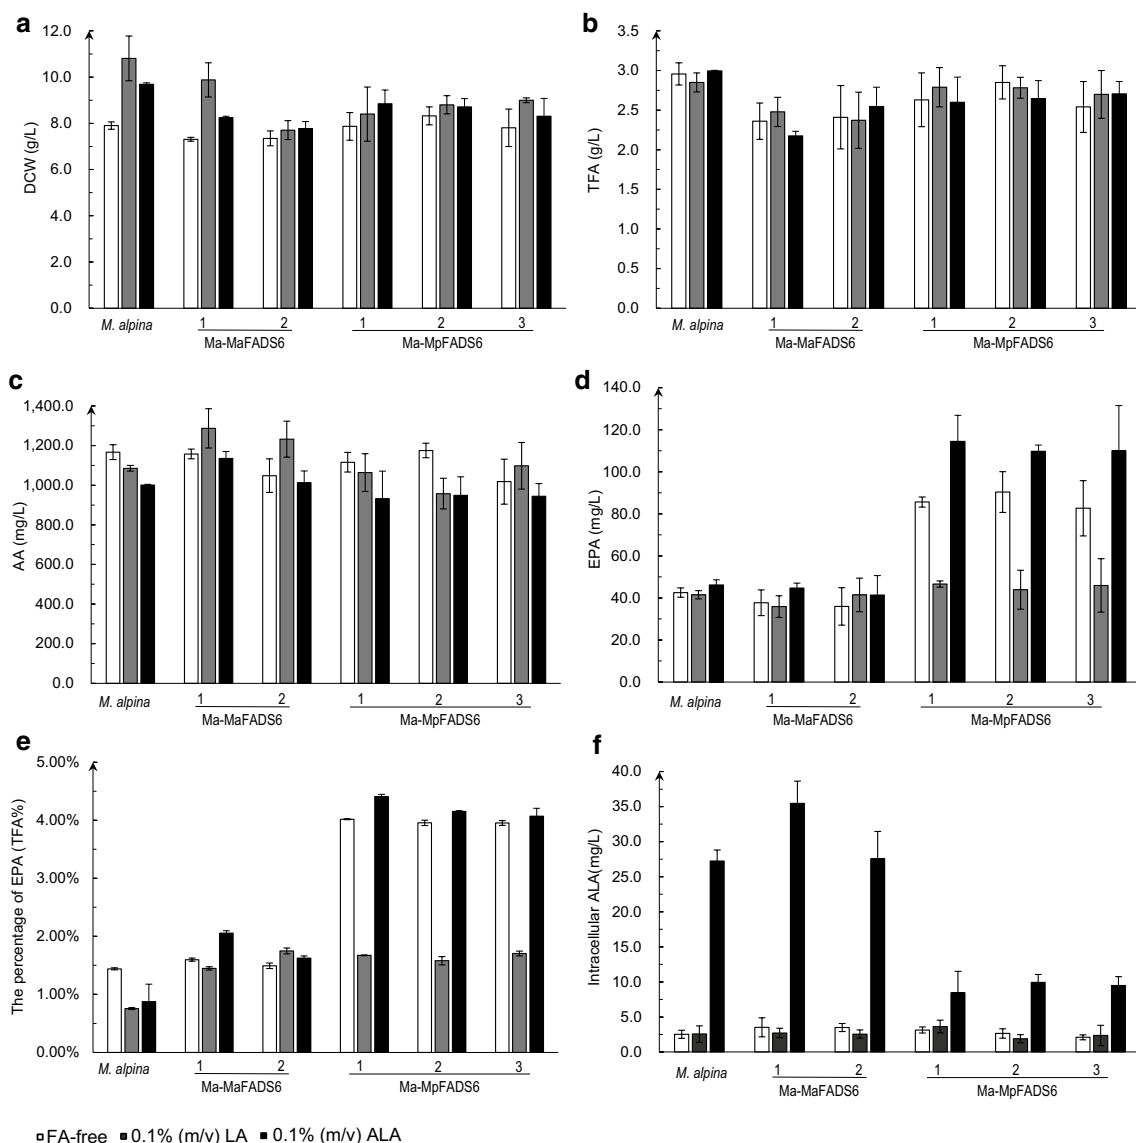 a
12.0
10.0
8.0
6.0
4.0
2.0
0.0
DCW (g/L)
M. alpina
1 2 1 2 3
Ma-MaFADS6 Ma-MpFADS6
b
3.5
3.0
2.5
2.0
1.5
1.0
0.5
0.0
TFA (g/L)
M. alpina
1 2 1 2 3
Ma-MaFADS6 Ma-MpFADS6
c
1,400.0
1,200.0
1,000.0
800.0
600.0
400.0
200.0
0.0
AA (mg/L)
M. alpina
1 2 1 2 3
Ma-MaFADS6 Ma-MpFADS6
d
140.0
120.0
100.0
80.0
60.0
40.0
20.0
0.0
EPA (mg/L)
M. alpina
1 2 1 2 3
Ma-MaFADS6 Ma-MpFADS6
e
5.00%
4.00%
3.00%
2.00%
1.00%
0.00%
The percentage of EPA (TFA%)
M. alpina
1 2 1 2 3
Ma-MaFADS6 Ma-MpFADS6
f
40.0
35.0
30.0
25.0
20.0
15.0
10.0
5.0
0.0
Intracellular ALA(mg/L)
M. alpina
1 2 1 2 3
Ma-MaFADS6 Ma-MpFADS6
FA-free 0.1% (m/v) LA 0.1% (m/v) ALA